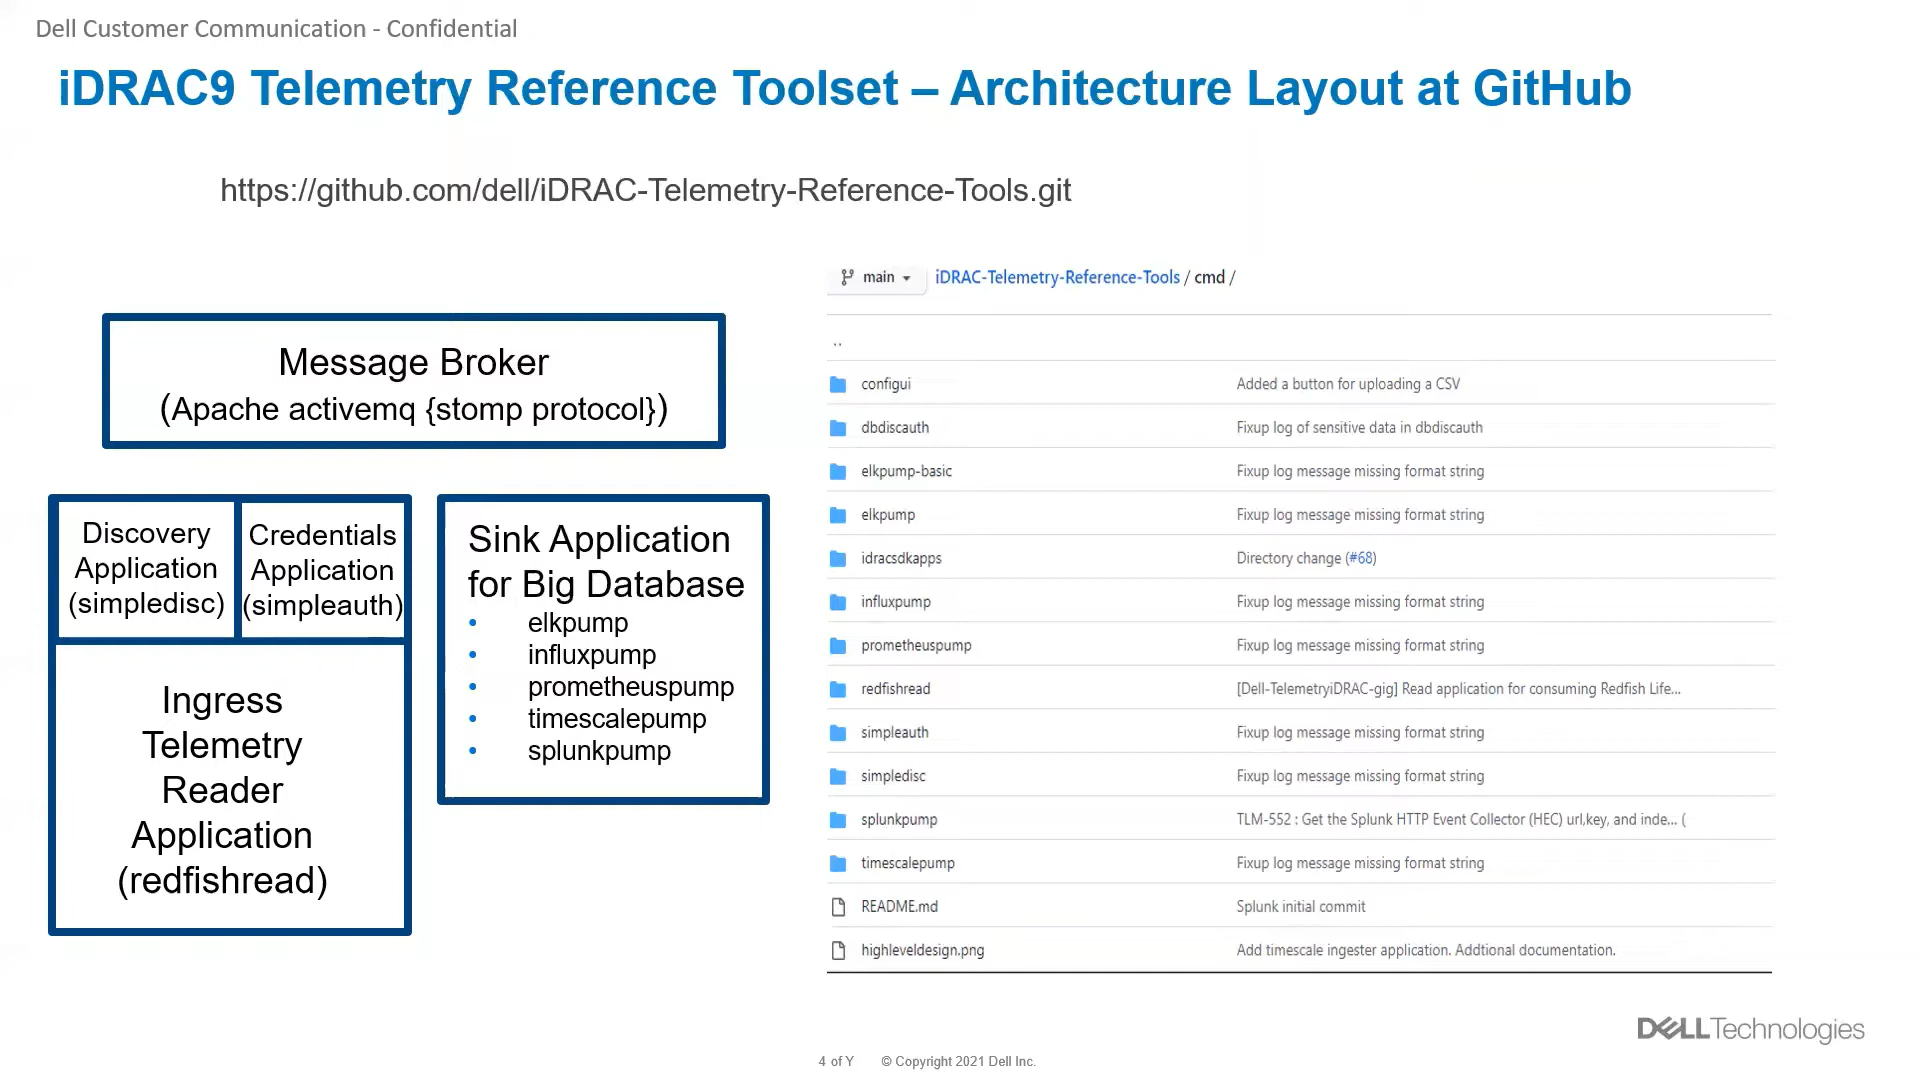 Dell Customer Communication - Confidential
iDRAC9 Telemetry Reference Toolset – Architecture Layout at GitHub
https://github.com/dell/iDRAC-Telemetry-Reference-Tools.git
Message Broker
(Apache activemq {stomp protocol})
Discovery
Application
(simpledisc)
Credentials
Application
(simpleauth)
Ingress
Telemetry
Reader
Application
(redfishread)
Sink Application
for Big Database
• elkpump
• influxpump
• prometheuspump
• timescalepump
• splunkpump
main iDRAC-Telemetry-Reference-Tools / cmd /
..
configui Added a button for uploading a CSV
dbdiscauth Fixup log of sensitive data in dbdiscauth
elkpump-basic Fixup log message missing format string
elkpump Fixup log message missing format string
idracsdkapps Directory change (#68)
influxpump Fixup log message missing format string
prometheuspump Fixup log message missing format string
redfishread [Dell-TelemetryiDRAC-gig] Read application for consuming Redfish Life...
simpleauth Fixup log message missing format string
simpledisc Fixup log message missing format string
splunkpump TLM-552 : Get the Splunk HTTP Event Collector (HEC) url,key, and inde... (
timescalepump Fixup log message missing format string
README.md Splunk initial commit
highleveldesign.png Add timescale ingester application. Addtional documentation.
DELLTechnologies
4 of Y © Copyright 2021 Dell Inc.